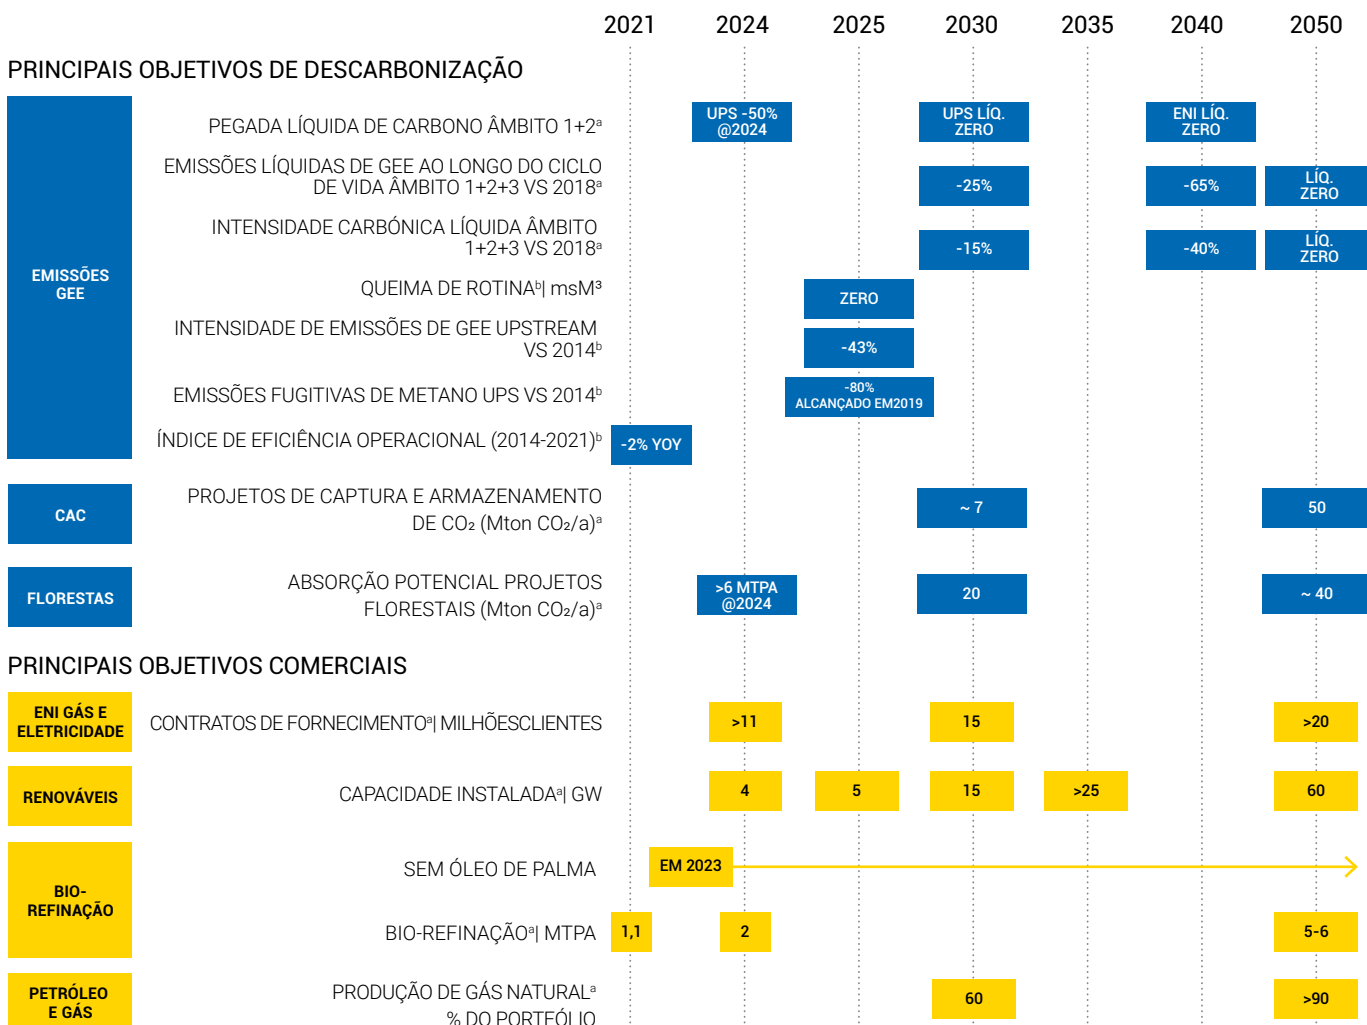 2021 2024 2025 2030 2035 2040 2050
PRINCIPAIS OBJETIVOS DE DESCARBONIZAÇÃO
EMISSÕES
GEE
PEGADA LÍQUIDA DE CARBONO ÂMBITO 1+2ª
UPS -50%
@2024
UPS LÍQ.
ZERO
ENI LÍQ.
ZERO
EMISSÕES LÍQUIDAS DE GEE AO LONGO DO CICLO
DE VIDA ÂMBITO 1+2+3 VS 2018ª
-25%
-65%
LÍQ.
ZERO
INTENSIDADE CARBÓNICA LÍQUIDA ÂMBITO
1+2+3 VS 2018ª
-15%
-40%
LÍQ.
ZERO
QUEIMA DE ROTINAᵇ| msM³
ZERO
INTENSIDADE DE EMISSÕES DE GEE UPSTREAM
VS 2014ᵇ
-43%
EMISSÕES FUGITIVAS DE METANO UPS VS 2014ᵇ
-80%
ALCANÇADO EM2019
ÍNDICE DE EFICIÊNCIA OPERACIONAL (2014-2021)ᵇ
-2% YOY
CAC
PROJETOS DE CAPTURA E ARMAZENAMENTO
DE CO₂ (Mton CO₂/a)ª
~ 7
50
FLORESTAS
ABSORÇÃO POTENCIAL PROJETOS
FLORESTAIS (Mton CO₂/a)ª
>6 MTPA
@2024
20
~ 40
PRINCIPAIS OBJETIVOS COMERCIAIS
ENI GÁS E
ELETRICIDADE
CONTRATOS DE FORNECIMENTOª| MILHÕESCLIENTES
>11
15
>20
RENOVÁVEIS
CAPACIDADE INSTALADAª| GW
4
5
15
>25
60
BIO-
REFINAÇÃO
SEM ÓLEO DE PALMA
EM 2023
BIO-REFINAÇÃOª| MTPA
1,1
2
5-6
PETRÓLEO
E GÁS
PRODUÇÃO DE GÁS NATURALª
% DO PORTFÓLIO
60
>90